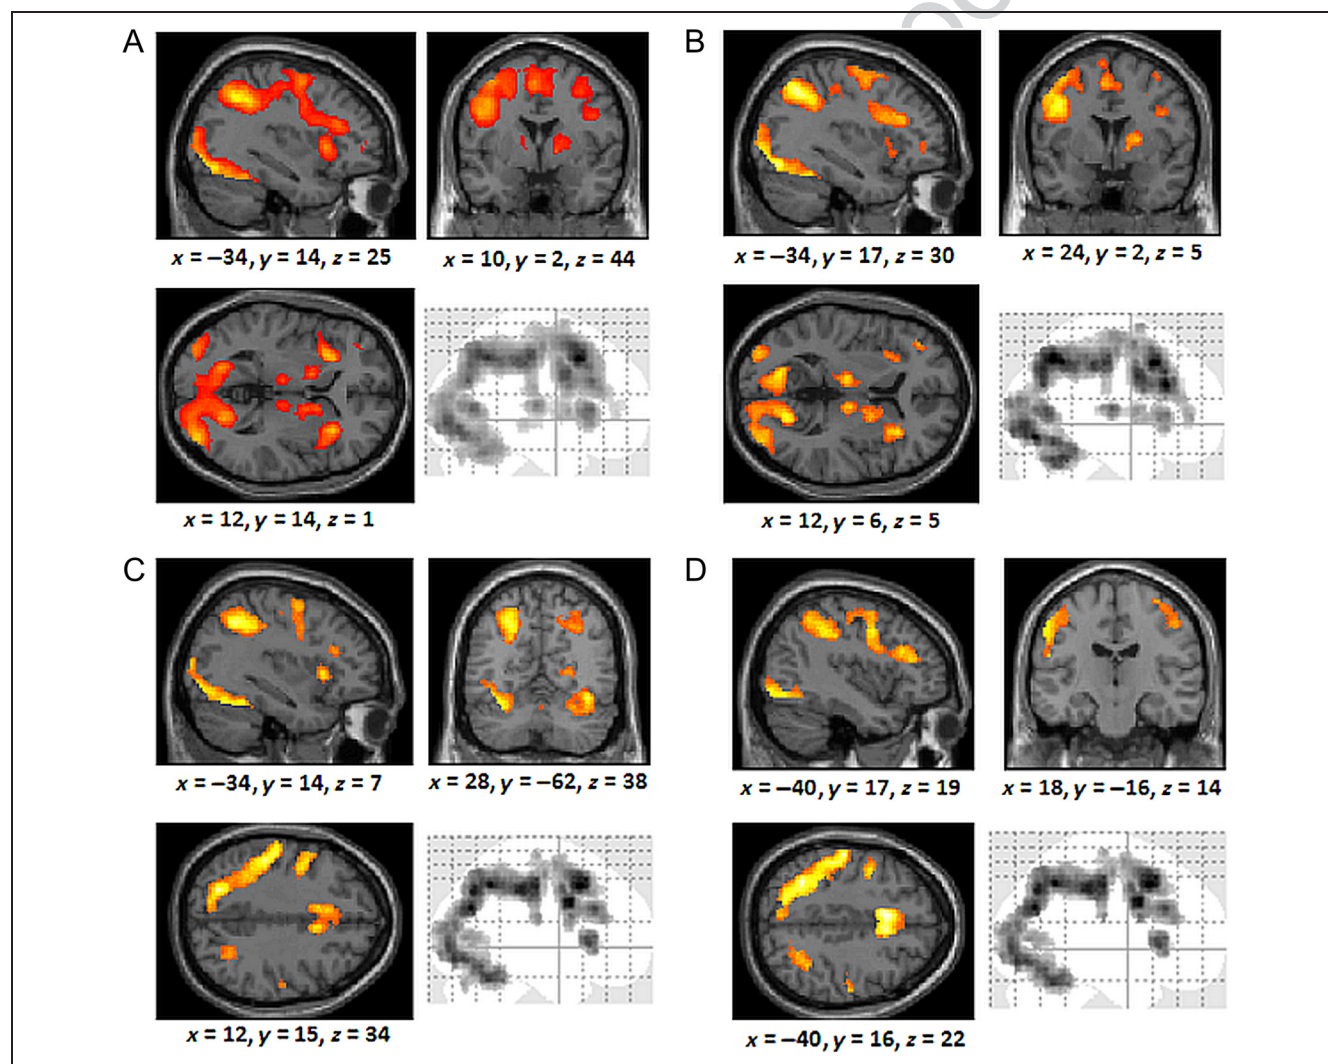 A
B
x = −34, y = 14, z = 25
x = 10, y = 2, z = 44
x = −34, y = 17, z = 30
x = 24, y = 2, z = 5
x = 12, y = 14, z = 1
x = 12, y = 6, z = 5
C
D
x = −34, y = 14, z = 7
x = 28, y = −62, z = 38
x = −40, y = 17, z = 19
x = 18, y = −16, z = 14
x = 12, y = 15, z = 34
x = −40, y = 16, z = 22